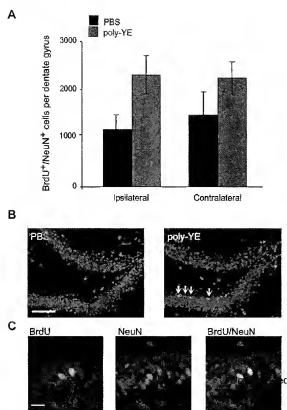 A
PBS
poly-YE
BrdU+/NeuN+ cells per dentate gyrus
3000
2000
1000
0
Ipsilateral
Contralateral
B
PBS
poly-YE
C
BrdU
NeuN
BrdU/NeuN